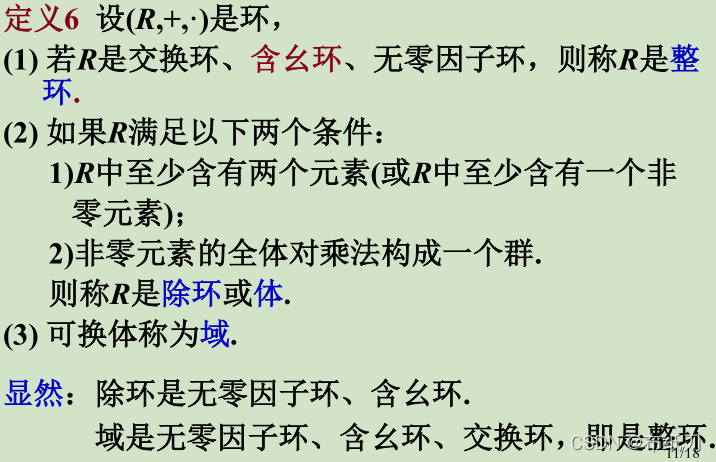 定义6 设(R,+,·)是环，
(1) 若R是交换环、含幺环、无零因子环，则称R是整
环.
(2) 如果R满足以下两个条件：
1)R中至少含有两个元素(或R中至少含有一个非
零元素)；
2)非零元素的全体对乘法构成一个群.
则称R是除环或体.
(3) 可换体称为域.
显然：除环是无零因子环、含幺环.
域是无零因子环、含幺环、交换环，即是整环.
CSDN
11/18